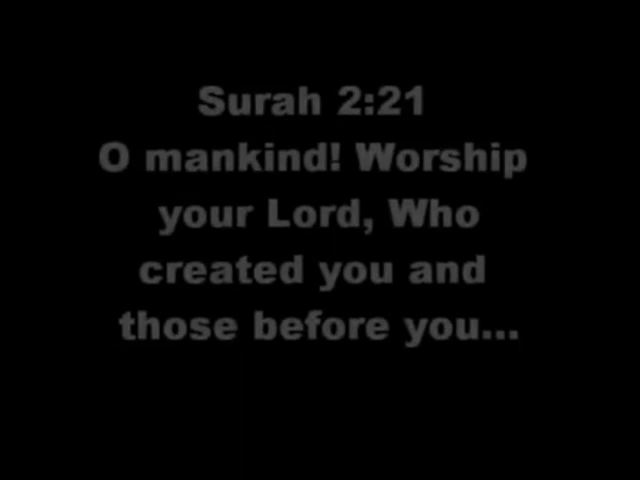 Surah 2:21
O mankind! Worship
your Lord, Who
created you and
those before you...